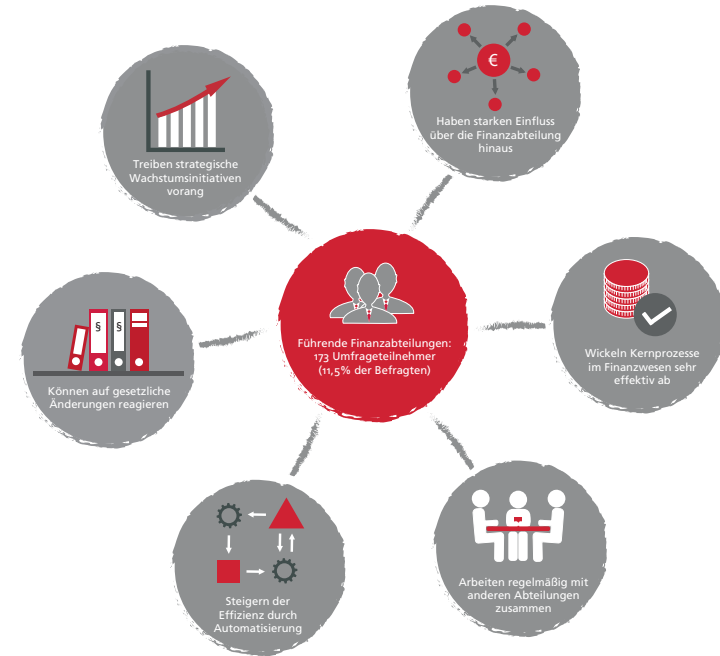 €
Haben starken Einfluss
über die Finanzabteilung
hinaus
Treiben strategische
Wachstumsinitiativen
vorang
Führende Finanzabteilungen:
173 Umfrageteilnehmer
(11,5% der Befragten)
Wickeln Kernprozesse
im Finanzwesen sehr
effektiv ab
§ §
Können auf gesetzliche
Änderungen reagieren
Arbeiten regelmäßig mit
anderen Abteilungen
zusammen
Steigern der
Effizienz durch
Automatisierung